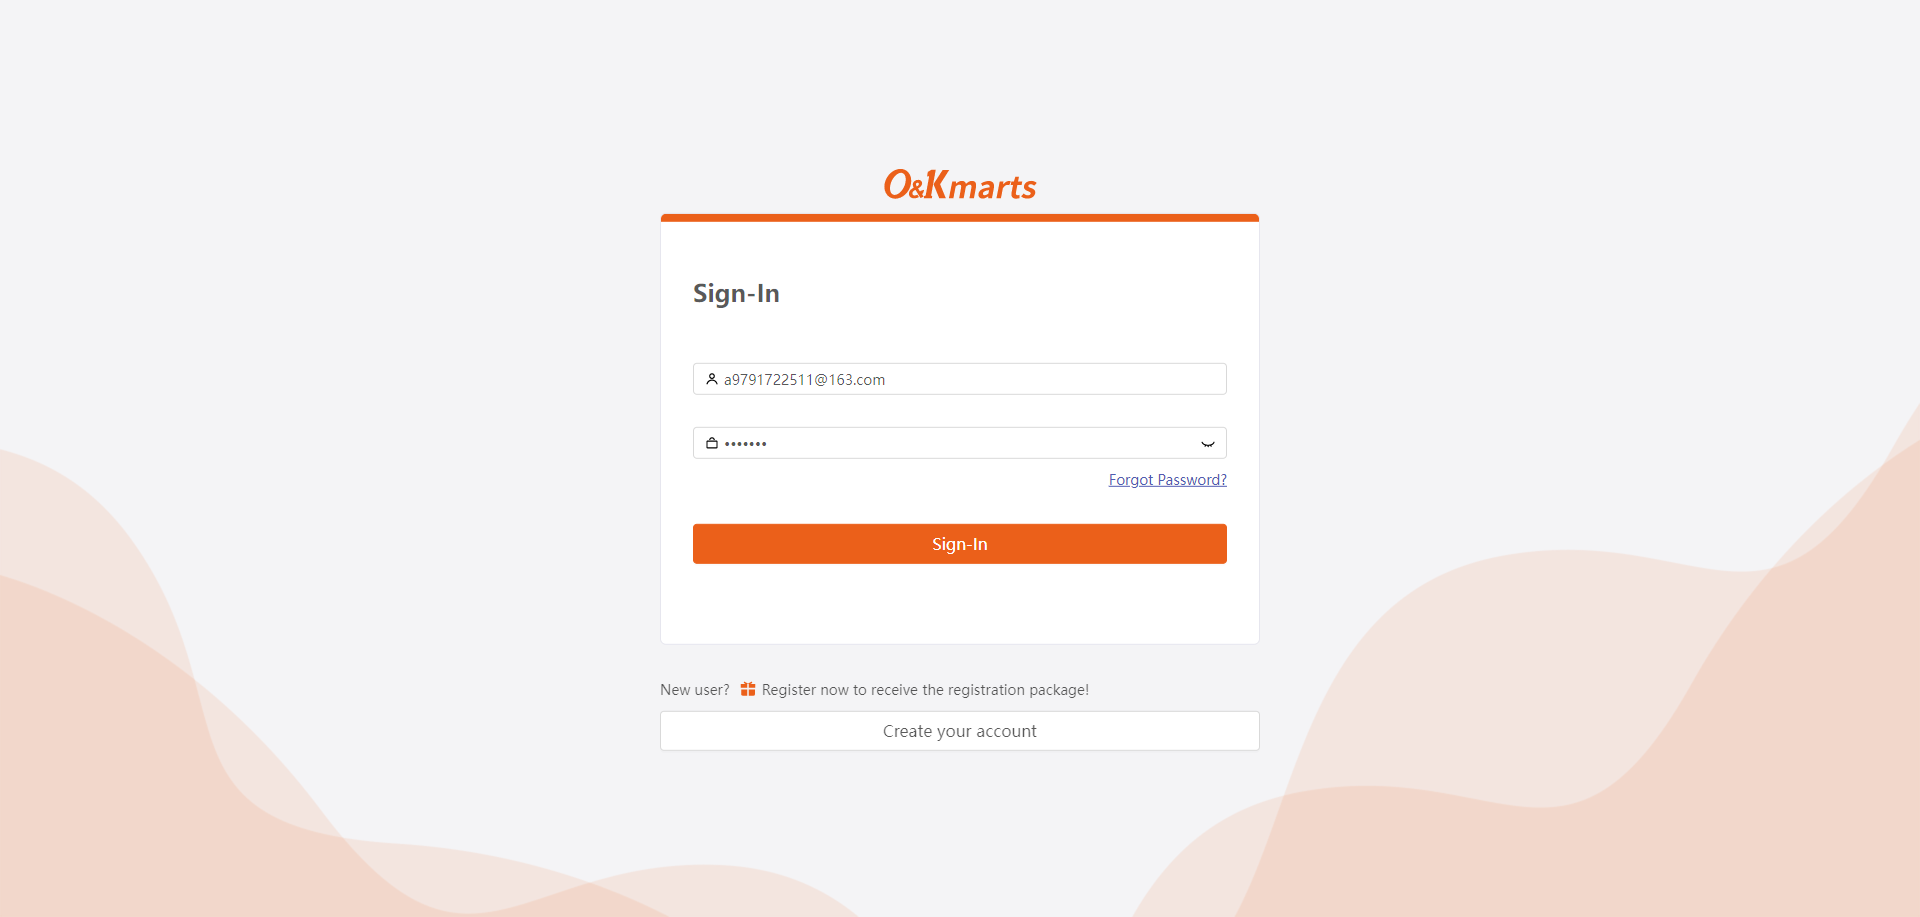 O&Kmarts
Sign-In
a9791722511@163.com
•••••••
Forgot Password?
Sign-In
New user? Register now to receive the registration package!
Create your account